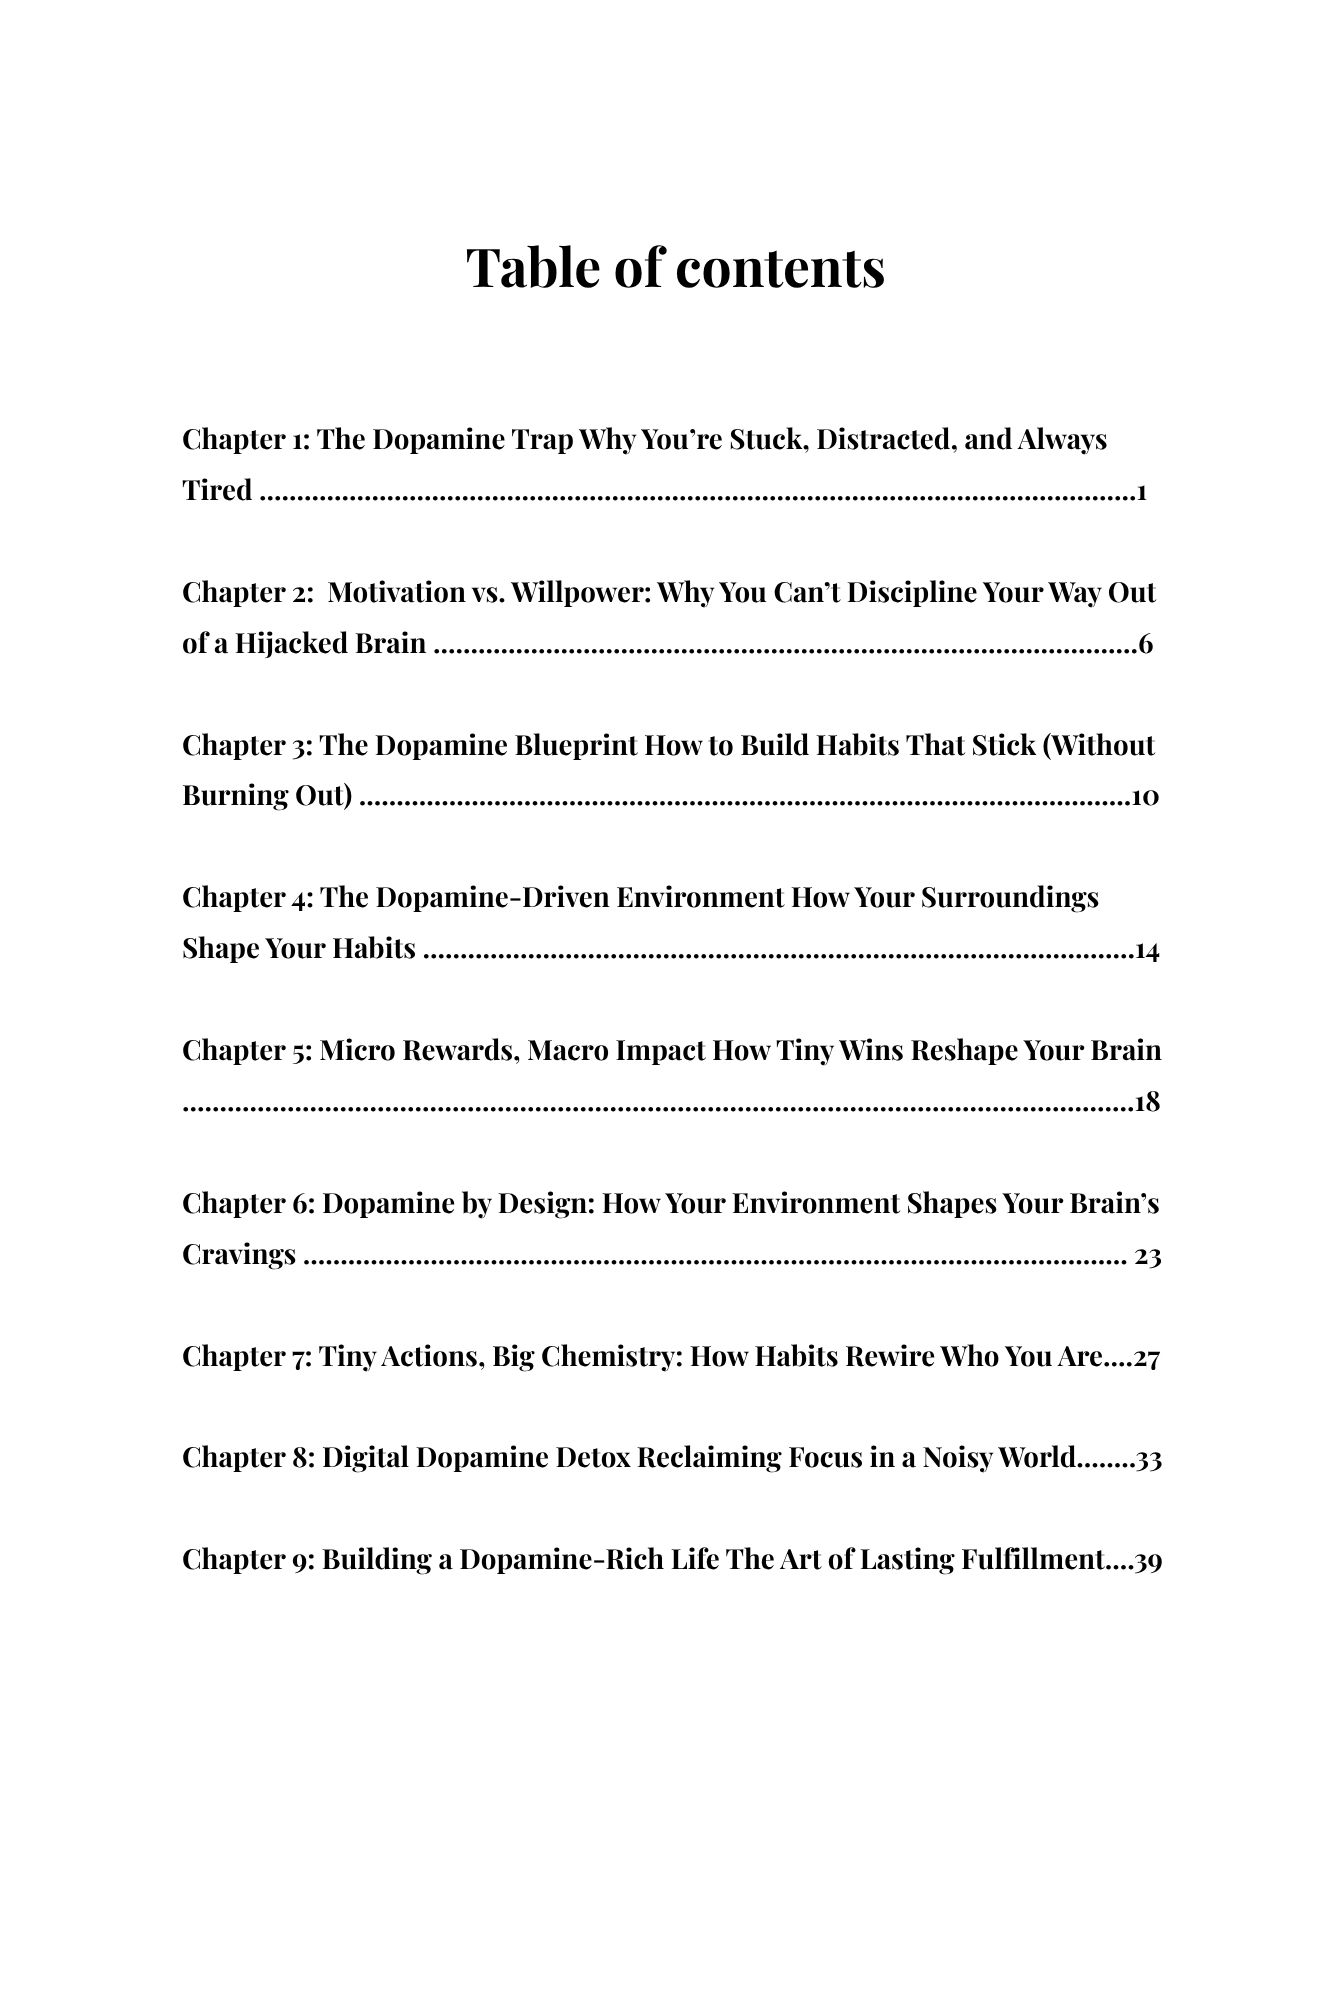 Table of contents
Chapter 1: The Dopamine Trap Why You’re Stuck, Distracted, and Always
Tired ........................................................................................................................1
Chapter 2:  Motivation vs. Willpower: Why You Can’t Discipline Your Way Out
of a Hijacked Brain ................................................................................................6
Chapter 3: The Dopamine Blueprint How to Build Habits That Stick (Without
Burning Out) .........................................................................................................10
Chapter 4: The Dopamine-Driven Environment How Your Surroundings
Shape Your Habits .................................................................................................14
Chapter 5: Micro Rewards, Macro Impact How Tiny Wins Reshape Your Brain
..................................................................................................................................18
Chapter 6: Dopamine by Design: How Your Environment Shapes Your Brain’s
Cravings ................................................................................................................ 23
Chapter 7: Tiny Actions, Big Chemistry: How Habits Rewire Who You Are....27
Chapter 8: Digital Dopamine Detox Reclaiming Focus in a Noisy World........33
Chapter 9: Building a Dopamine-Rich Life The Art of Lasting Fulfillment....39